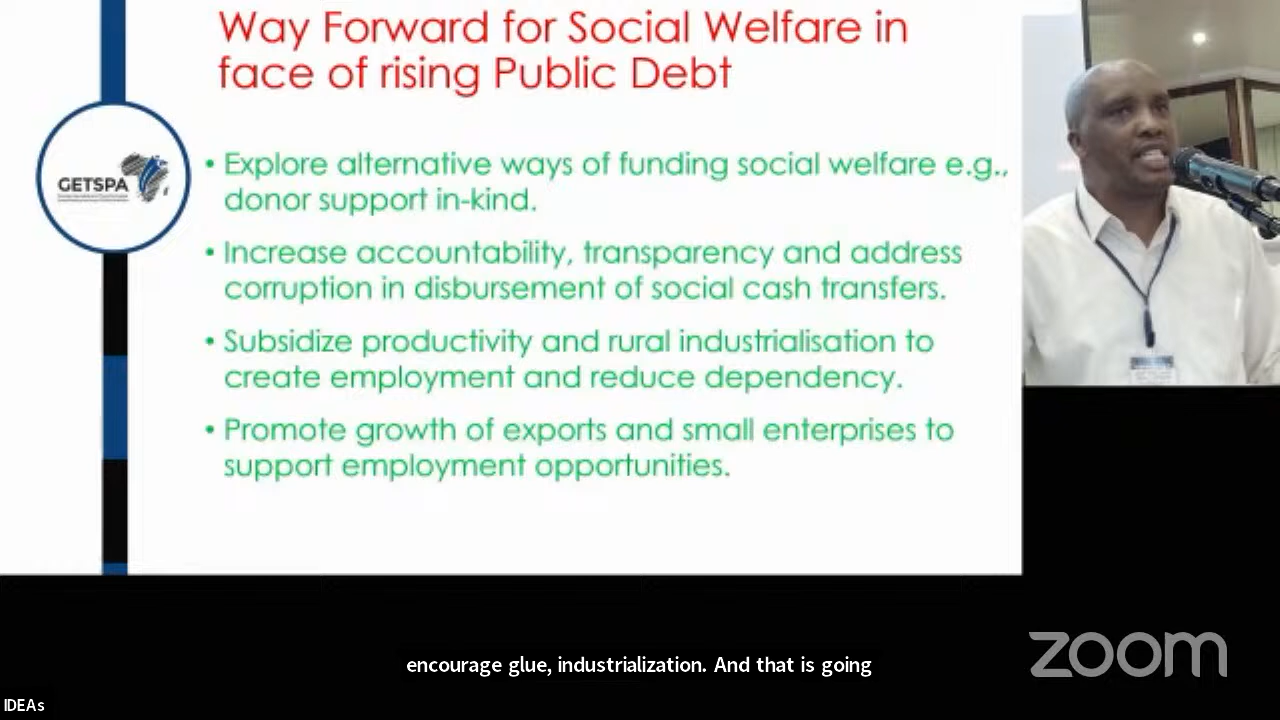 Way Forward for Social Welfare in
face of rising Public Debt
GETSPA
• Explore alternative ways of funding social welfare e.g.,
donor support in-kind.
• Increase accountability, transparency and address
corruption in disbursement of social cash transfers.
• Subsidize productivity and rural industrialisation to
create employment and reduce dependency.
• Promote growth of exports and small enterprises to
support employment opportunities.
encourage glue, industrialization. And that is going
zoom
IDEAs